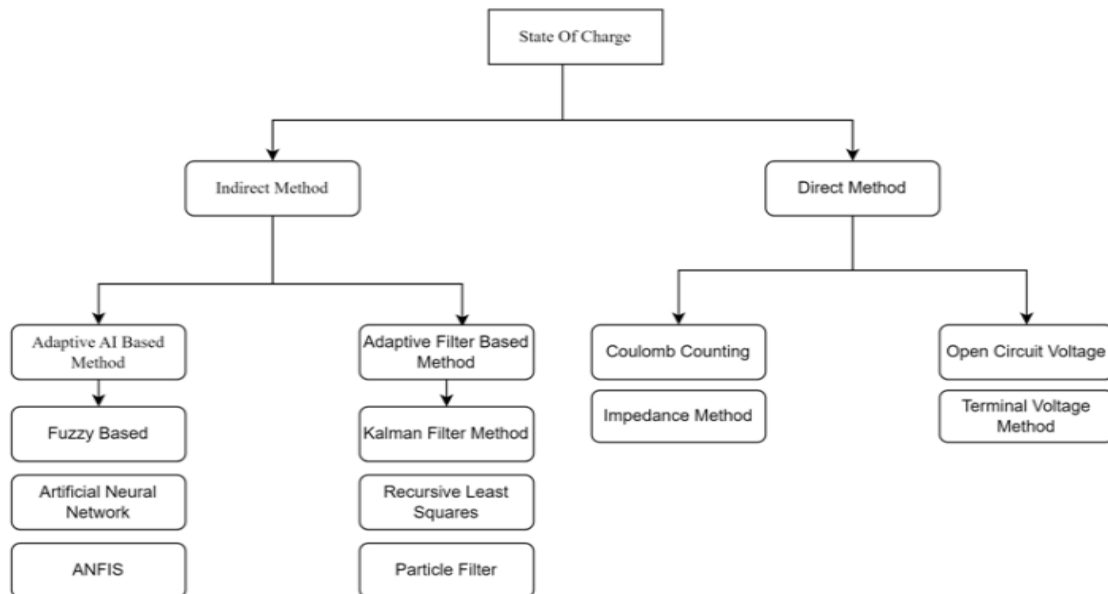 State Of Charge
Indirect Method
Direct Method
Adaptive AI Based
Method
Adaptive Filter Based
Method
Coulomb Counting
Open Circuit Voltage
Fuzzy Based
Kalman Filter Method
Impedance Method
Terminal Voltage
Method
Artificial Neural
Network
Recursive Least
Squares
ANFIS
Particle Filter